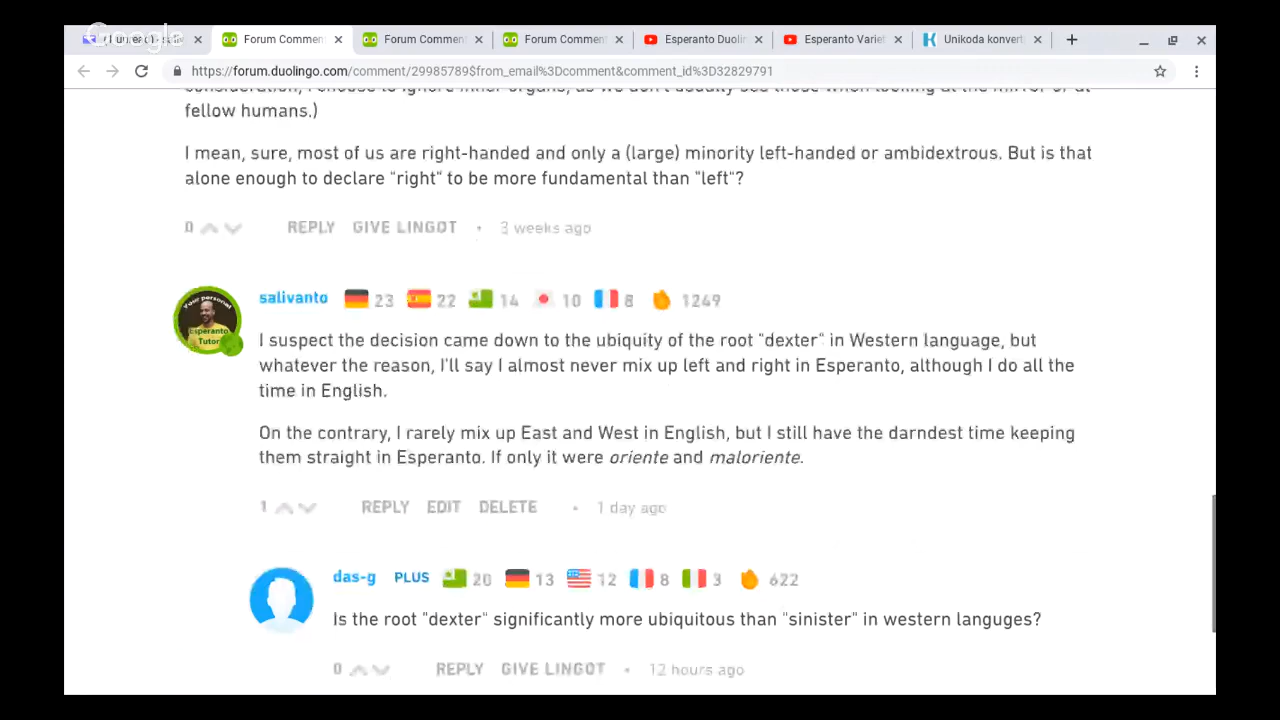 Google
Forum Commen
Forum Comment
Forum Commen
Esperanto Duolin
Esperanto Variet
Unikoda konvert
https://forum.duolingo.com/comment/29985789$from_email%3Dcomment&comment_id%3D32829791
fellow humans.)
I mean, sure, most of us are right-handed and only a (large) minority left-handed or ambidextrous. But is that
alone enough to declare "right" to be more fundamental than "left"?
0 REPLY GIVE LINGOT • 3 weeks ago
Your personal
Esperanto
Tutor
salivanto 23 22 14 10 8 1249
I suspect the decision came down to the ubiquity of the root "dexter" in Western language, but
whatever the reason, I'll say I almost never mix up left and right in Esperanto, although I do all the
time in English.
On the contrary, I rarely mix up East and West in English, but I still have the darndest time keeping
them straight in Esperanto. If only it were oriente and maloriente.
1 REPLY EDIT DELETE • 1 day ago
das-g PLUS 20 13 12 8 3 622
Is the root "dexter" significantly more ubiquitous than "sinister" in western languges?
0 REPLY GIVE LINGOT • 12 hours ago